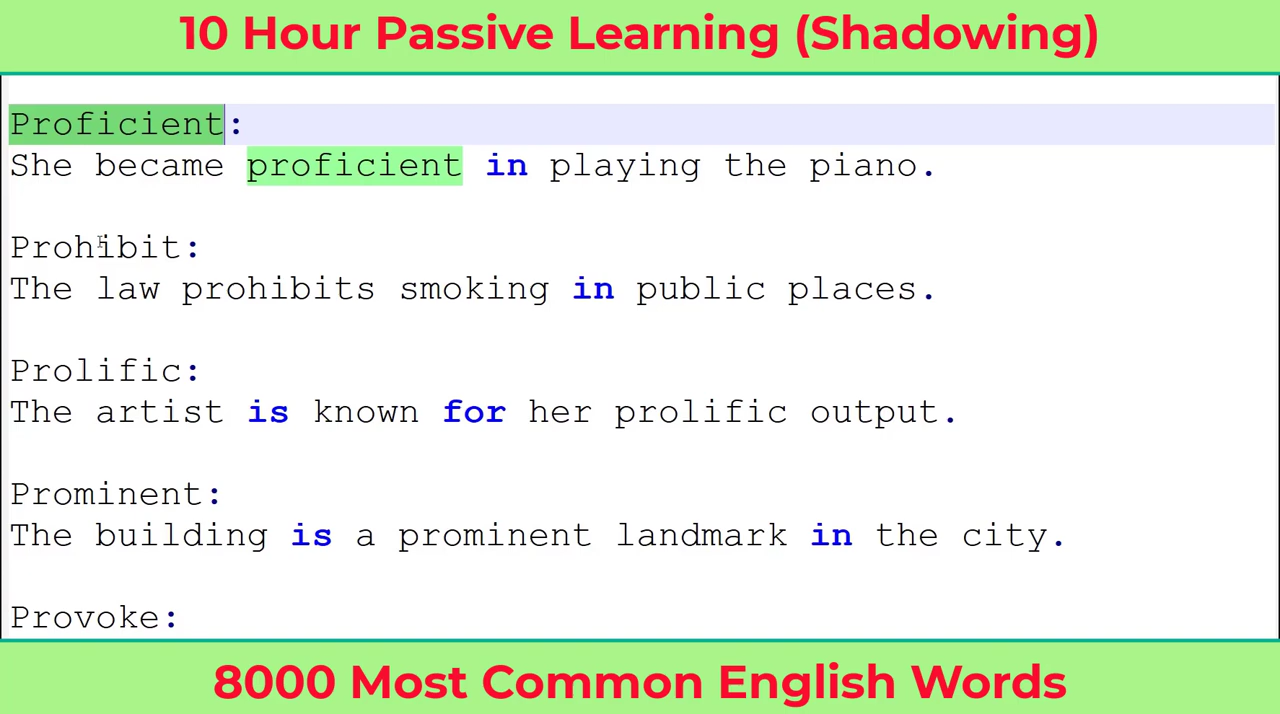 10 Hour Passive Learning (Shadowing)
Proficient:
She became proficient in playing the piano.
Prohibit:
The law prohibits smoking in public places.
Prolific:
The artist is known for her prolific output.
Prominent:
The building is a prominent landmark in the city.
Provoke:
8000 Most Common English Words